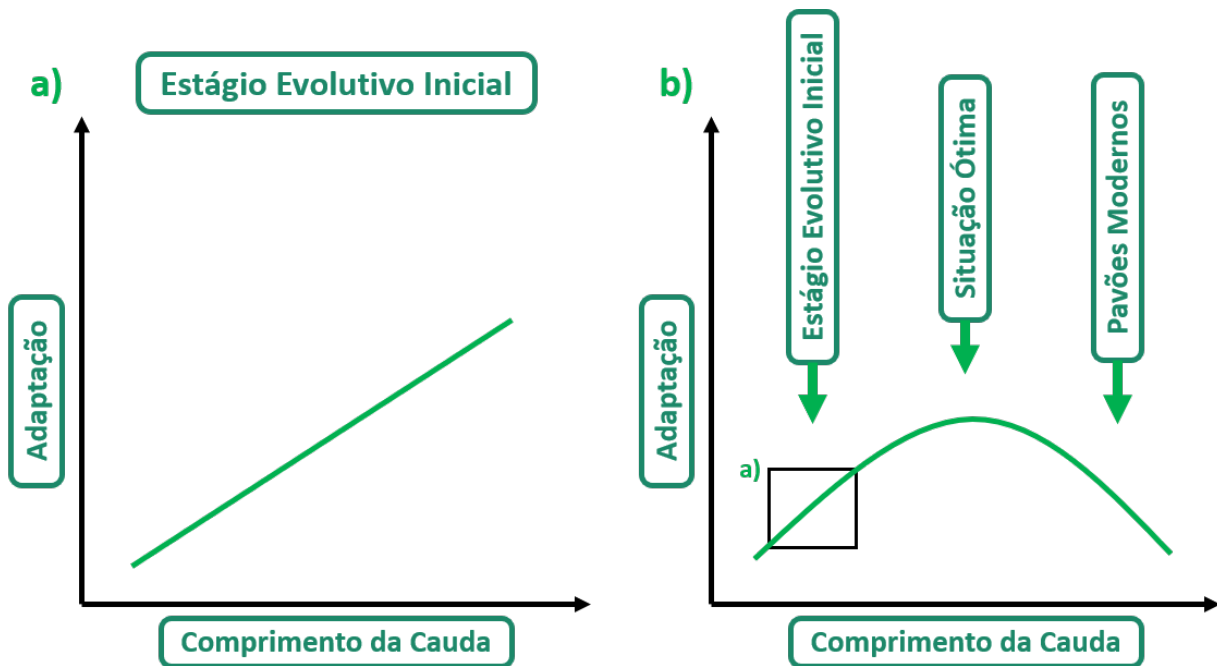 a)
Estágio Evolutivo Inicial
Adaptação
Comprimento da Cauda
b)
Estágio Evolutivo Inicial
Situação Ótima
Pavões Modernos
Adaptação
a)
Comprimento da Cauda